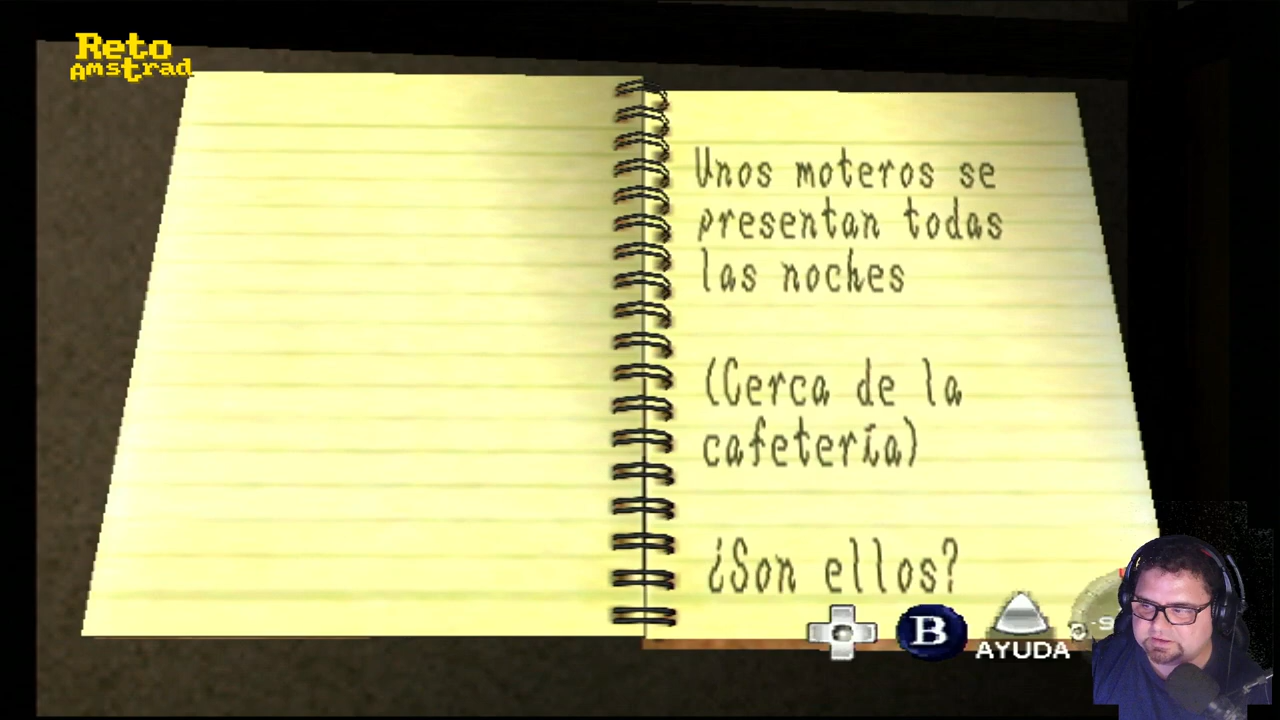 Reto
Amstrad
Unos moteros se
presentan todas
las noches
(Cerca de la
cafetería)
¿Son ellos?
B
AYUDA